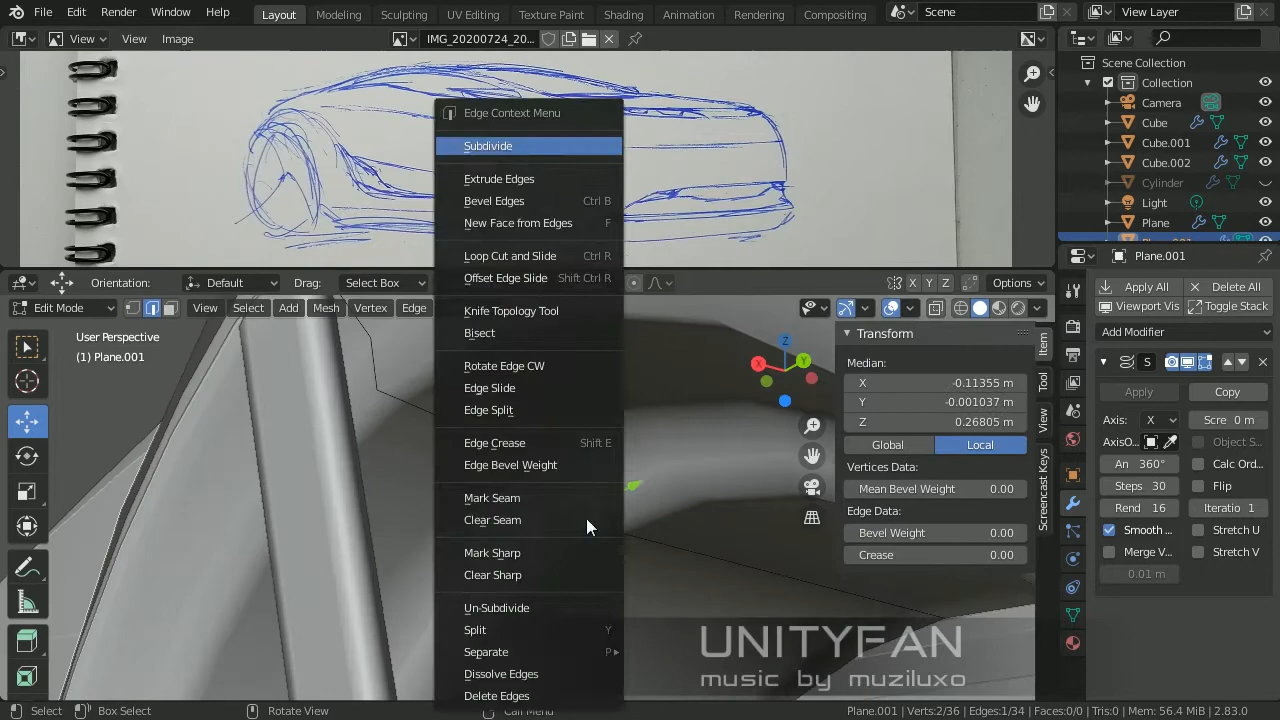 File Edit Render Window Help
Layout Modeling Sculpting UV Editing Texture Paint Shading Animation Rendering Compositing
Scene
View Layer
View View Image
IMG_20200724_20...
Scene Collection
Collection
Camera
Cube
Cube.001
Cube.002
Cylinder
Light
Plane
Plane.001
Edge Context Menu
Subdivide
Extrude Edges
Bevel Edges Ctrl B
New Face from Edges F
Loop Cut and Slide Ctrl R
Offset Edge Slide Shift Ctrl R
Knife Topology Tool
Bisect
Rotate Edge CW
Edge Slide
Edge Split
Edge Crease Shift E
Edge Bevel Weight
Mark Seam
Clear Seam
Mark Sharp
Clear Sharp
Un-Subdivide
Split Y
Separate P
Dissolve Edges
Delete Edges
Orientation: Default Drag: Select Box
X Y Z Options
Edit Mode View Select Add Mesh Vertex Edge
User Perspective
(1) Plane.001
X Y Z
Transform
Median:
X -0.11355 m
Y -0.001037 m
Z 0.26805 m
Global Local
Vertices Data:
Mean Bevel Weight 0.00
Edge Data:
Bevel Weight 0.00
Crease 0.00
Item
Tool
View
Screencast Keys
Plane.001
Apply All Delete All
Viewport Vis Toggle Stack
Add Modifier
S
Apply Copy
Axis: X Scre 0 m
AxisO... Object S
An 360° Calc Ord...
Steps 30 Flip
Rend 16 Iteratio 1
Smooth Stretch U
Merge V... Stretch V
0.01 m
UNITYFAN
music by muziluxo
Select Box Select Rotate View Call Menu
Plane.001 | Verts:2/36 | Edges:1/34 | Faces:0/0 | Tris:0 | Mem: 56.4 MiB | 2.83.0